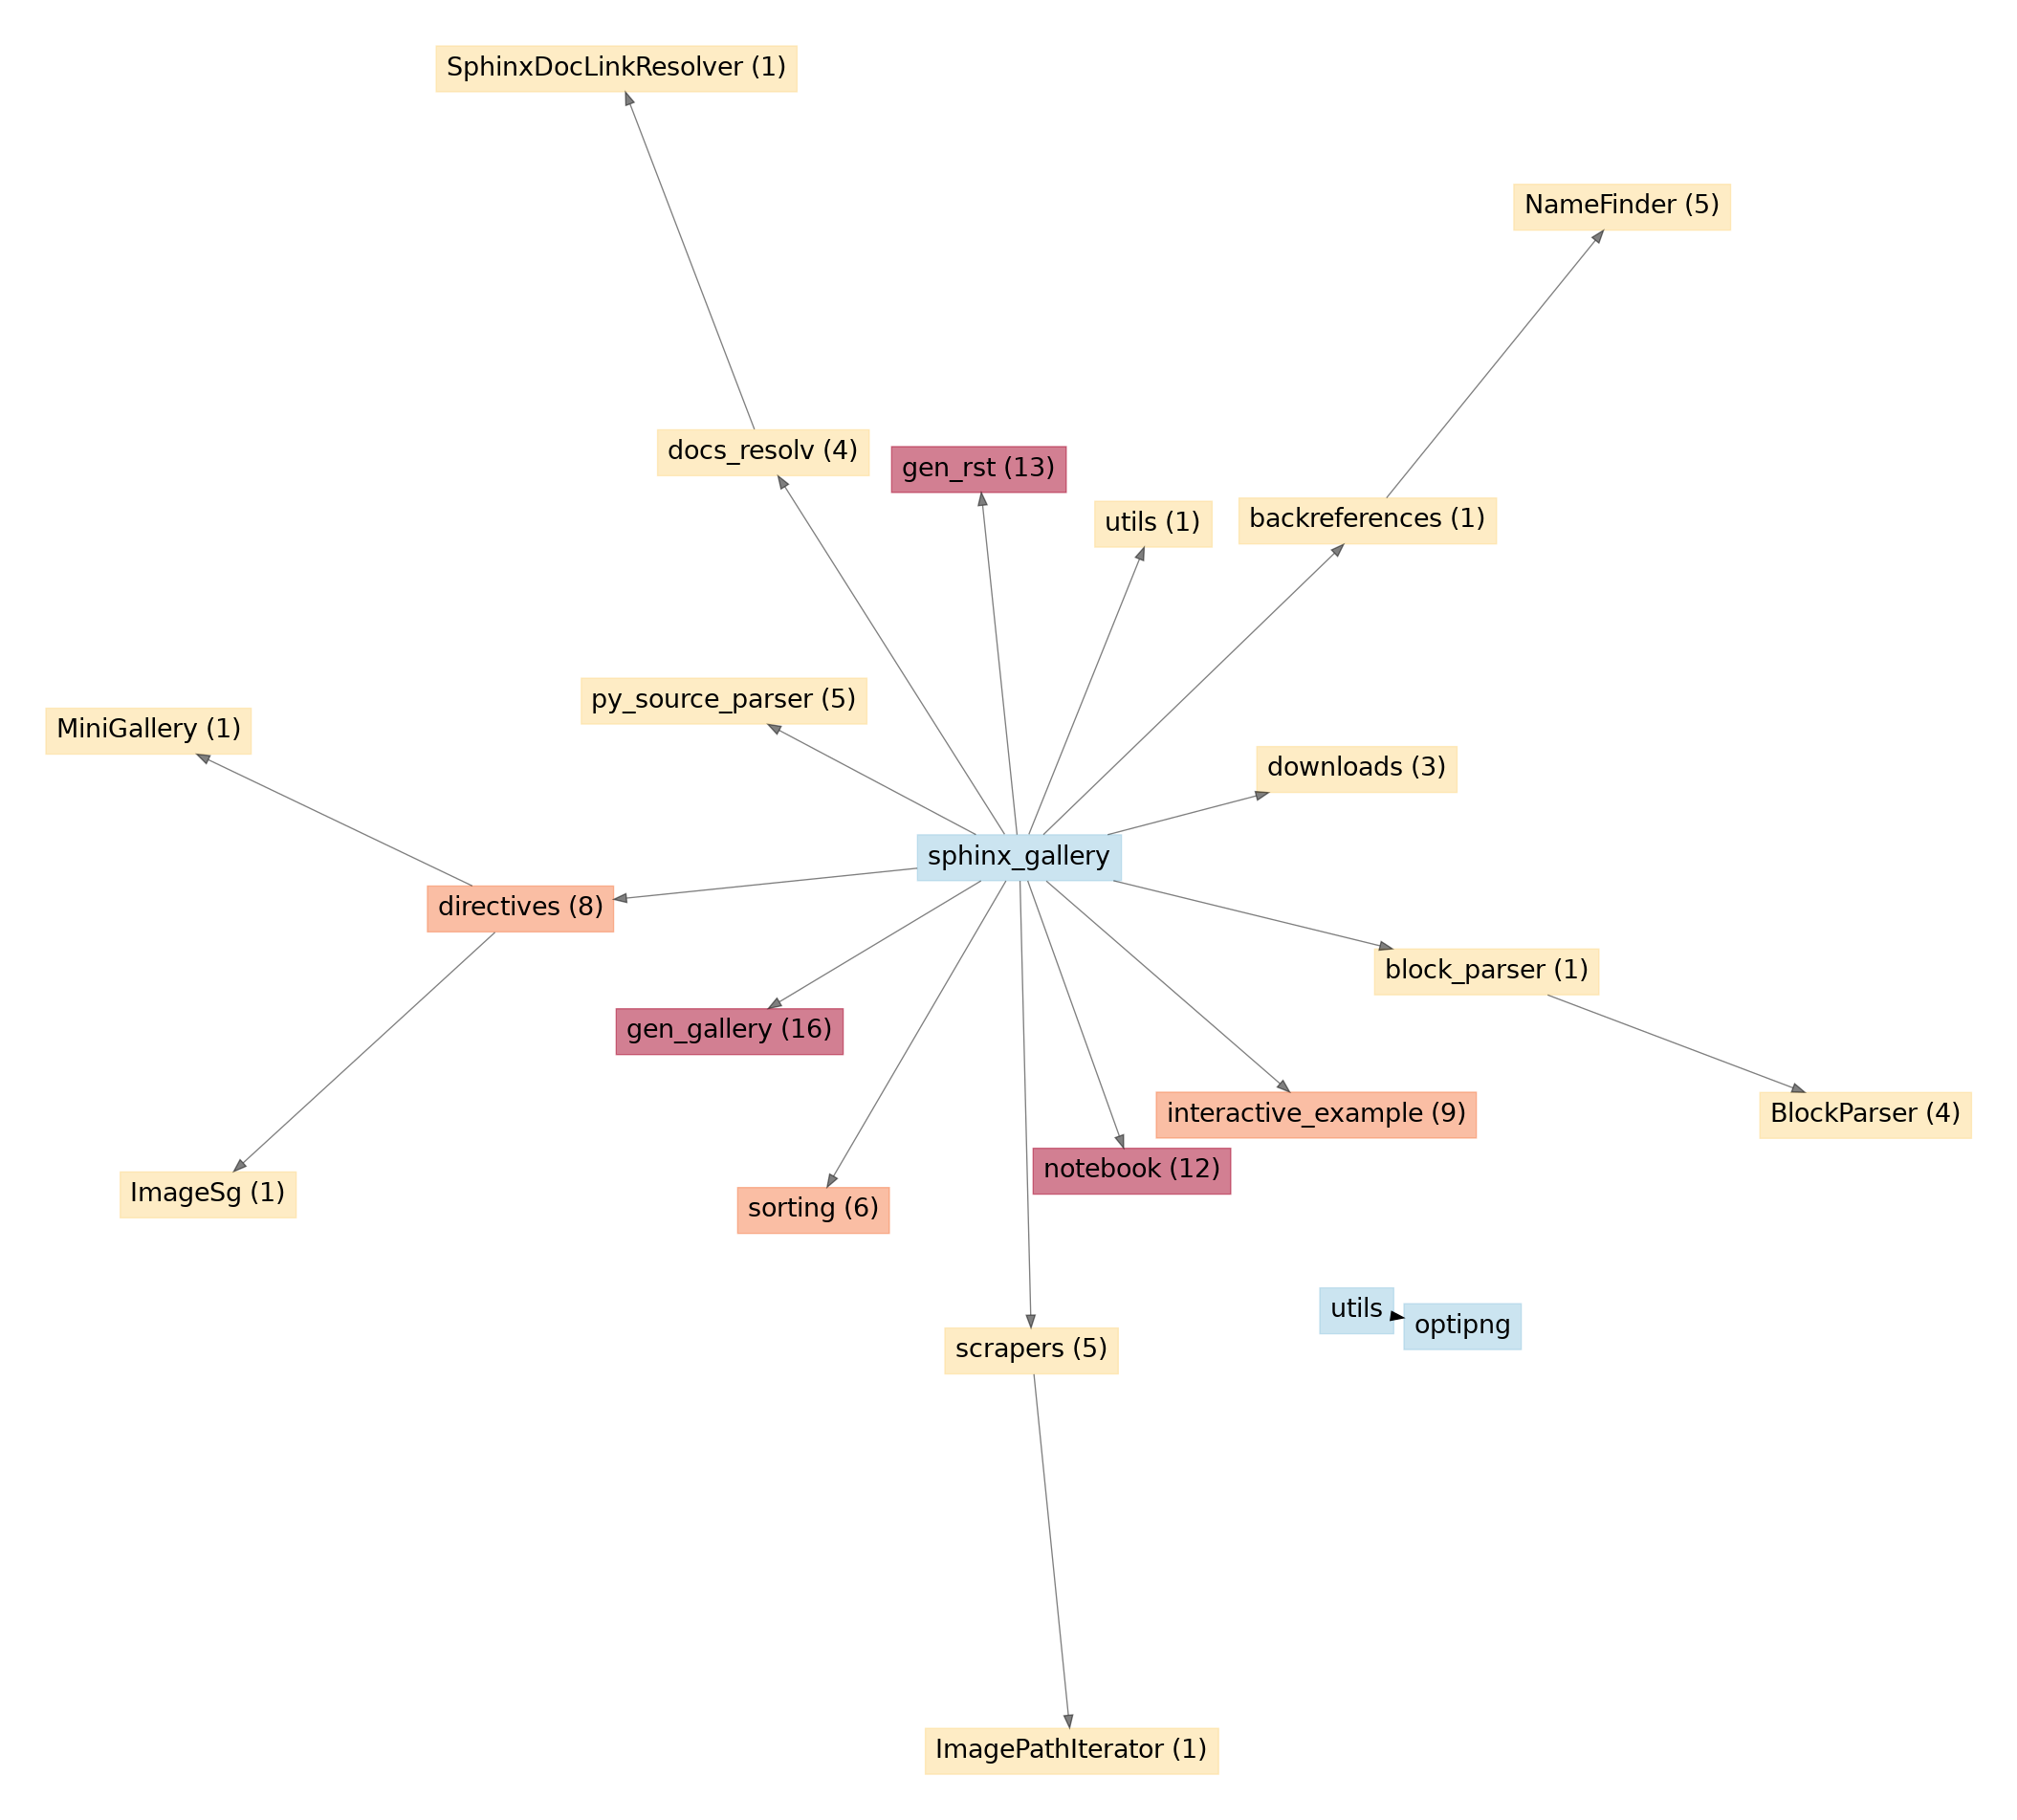 SphinxDocLinkResolver (1)
NameFinder (5)
docs_resolv (4)
gen_rst (13)
utils (1)
backreferences (1)
py_source_parser (5)
MiniGallery (1)
downloads (3)
sphinx_gallery
directives (8)
block_parser (1)
gen_gallery (16)
interactive_example (9)
BlockParser (4)
notebook (12)
ImageSg (1)
sorting (6)
utils
optipng
scrapers (5)
ImagePathIterator (1)